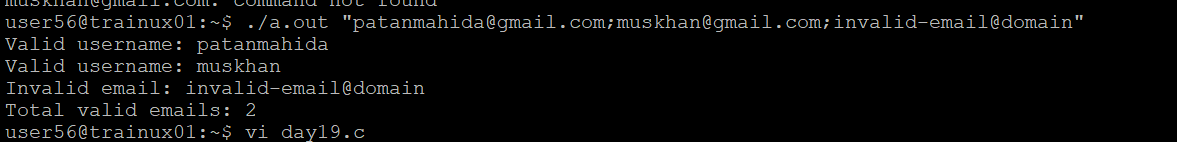 muskhan@gmail.com: command not found
user56@trainux01:~$ ./a.out "patanmahida@gmail.com;muskhan@gmail.com;invalid-email@domain"
Valid username: patanmahida
Valid username: muskhan
Invalid email: invalid-email@domain
Total valid emails: 2
user56@trainux01:~$ vi day19.c